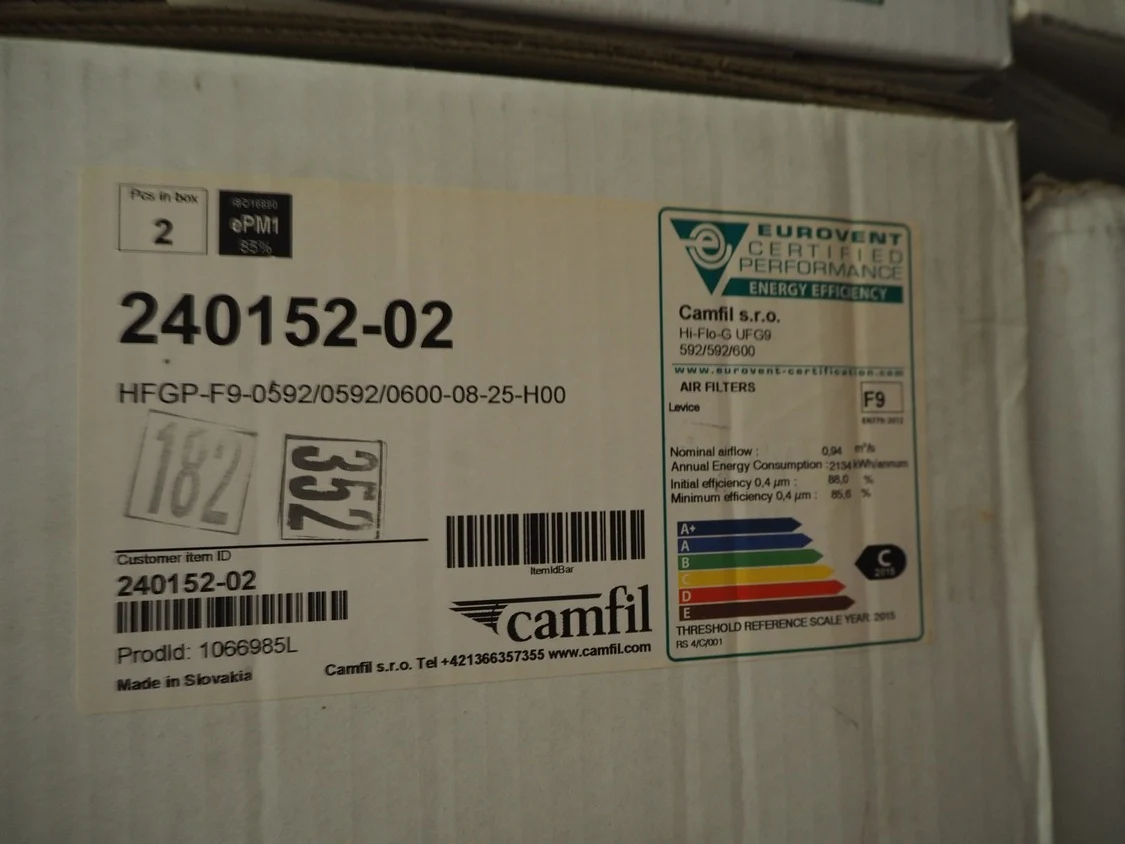 Pcs in box
2
ISO16890
ePM1
85%
240152-02
HFGP-F9-0592/0592/0600-08-25-H00
182
352
Customer item ID
240152-02
ProdId: 1066985L
Made in Slovakia
ItemidBar
camfil
Camfil s.r.o. Tel +421366357355 www.camfil.com
EUROVENT
CERTIFIED
PERFORMANCE
ENERGY EFFICIENCY
Camfil s.r.o.
Hi-Flo-G UFG9
592/592/600
www.eurovent-certification.com
AIR FILTERS
F9
Levice
EN779:2012
Nominal airflow : 0,94 m³/s
Annual Energy Consumption : 2134 kWh/annum
Initial efficiency 0,4 µm : 88,0 %
Minimum efficiency 0,4 µm : 85,6 %
A+
A
B
C
D
E
C
2015
THRESHOLD REFERENCE SCALE YEAR: 2015
RS 4/C/001